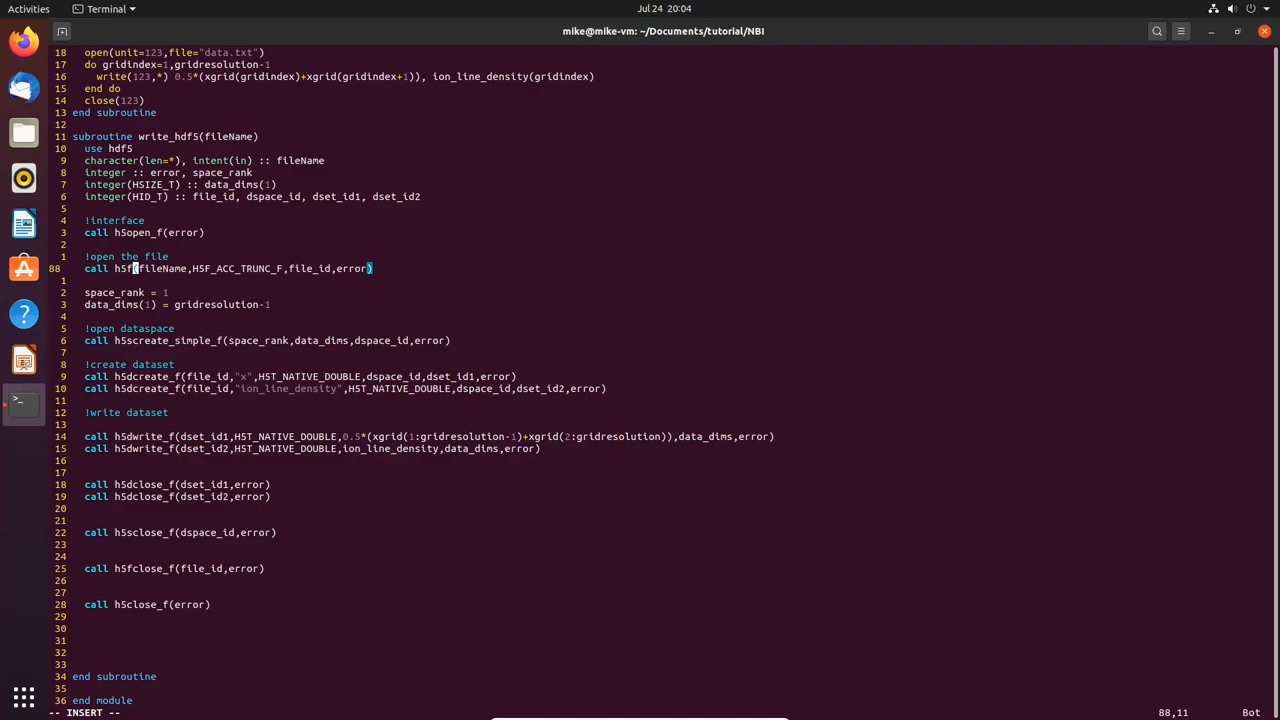 Activities Terminal Jul 24 20:04
mike@mike-vm: ~/Documents/tutorial/NBI
18 open(unit=123,file="data.txt")
17 do gridindex=1,gridresolution-1
16 write(123,*) 0.5*(xgrid(gridindex)+xgrid(gridindex+1)), ion_line_density(gridindex)
15 end do
14 close(123)
13 end subroutine
12
11 subroutine write_hdf5(fileName)
10 use hdf5
9 character(len=*), intent(in) :: fileName
8 integer :: error, space_rank
7 integer(HSIZE_T) :: data_dims(1)
6 integer(HID_T) :: file_id, dspace_id, dset_id1, dset_id2
5
4 !interface
3 call h5open_f(error)
2
1 !open the file
88 call h5f(fileName,H5F_ACC_TRUNC_F,file_id,error)
1
2 space_rank = 1
3 data_dims(1) = gridresolution-1
4
5 !open dataspace
6 call h5screate_simple_f(space_rank,data_dims,dspace_id,error)
7
8 !create dataset
9 call h5dcreate_f(file_id,"x",H5T_NATIVE_DOUBLE,dspace_id,dset_id1,error)
10 call h5dcreate_f(file_id,"ion_line_density",H5T_NATIVE_DOUBLE,dspace_id,dset_id2,error)
11
12 !write dataset
13
14 call h5dwrite_f(dset_id1,H5T_NATIVE_DOUBLE,0.5*(xgrid(1:gridresolution-1)+xgrid(2:gridresolution)),data_dims,error)
15 call h5dwrite_f(dset_id2,H5T_NATIVE_DOUBLE,ion_line_density,data_dims,error)
16
17
18 call h5dclose_f(dset_id1,error)
19 call h5dclose_f(dset_id2,error)
20
21
22 call h5sclose_f(dspace_id,error)
23
24
25 call h5fclose_f(file_id,error)
26
27
28 call h5close_f(error)
29
30
31
32
33
34 end subroutine
35
36 end module
-- INSERT -- 88,11 Bot